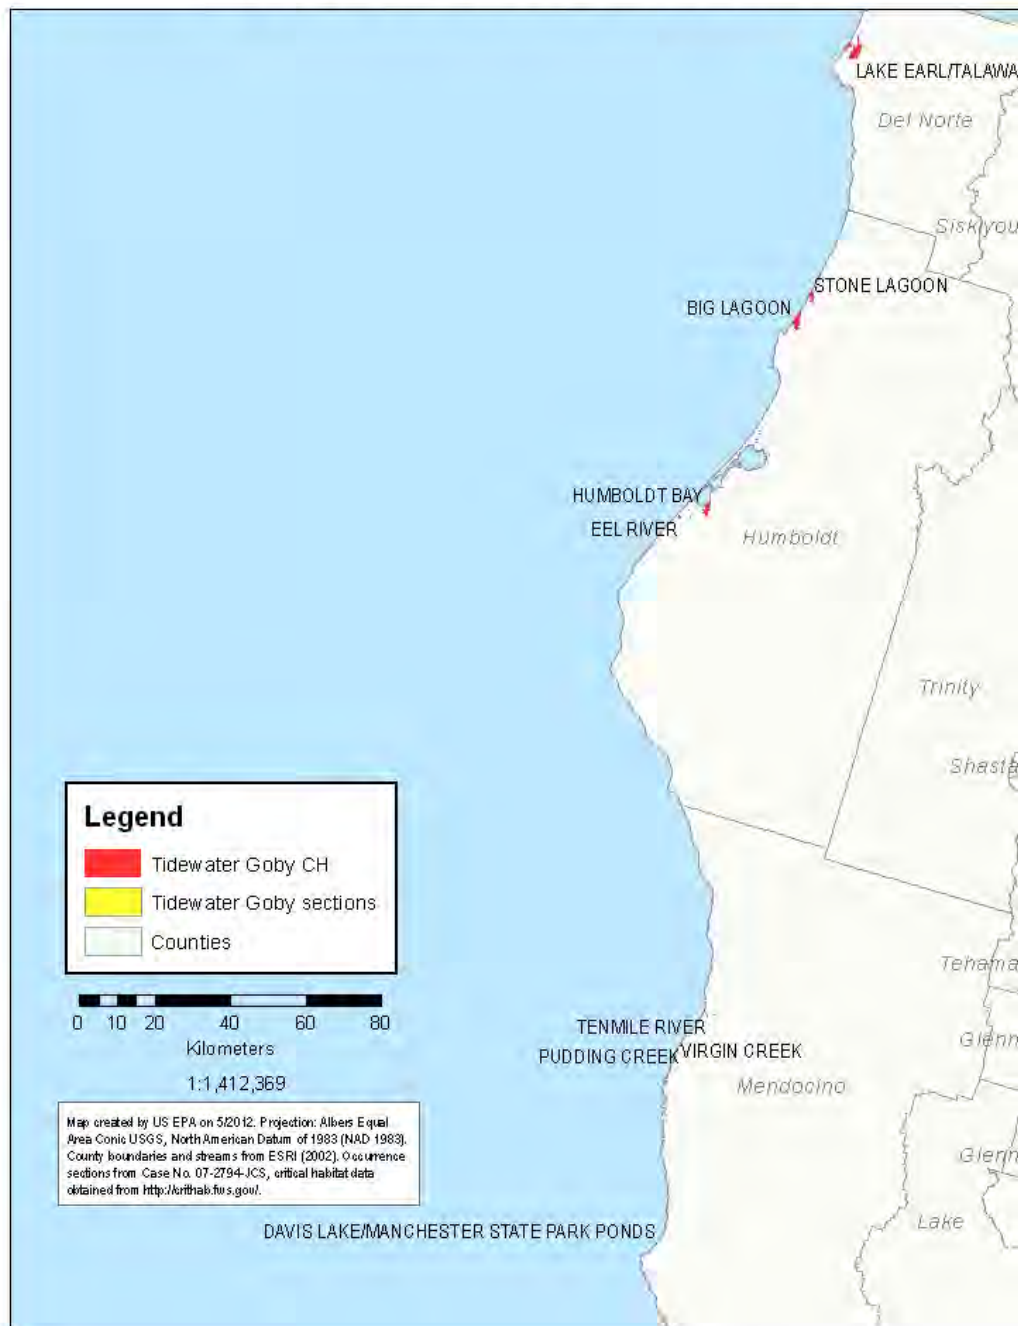 LAKE EARL/TALAWA
Del Norte
Siskiyou
STONE LAGOON
BIG LAGOON
HUMBOLDT BAY
EEL RIVER
Humboldt
Trinity
Shasta
Legend
Tidewater Goby CH
Tidewater Goby sections
Counties
0 10 20 40 60 80
Kilometers
1:1,412,369
Tehama
TENMILE RIVER
Glenn
PUDDING CREEK
VIRGIN CREEK
Mendocino
Map created by US EPA on 5/2012. Projection: Albers Equal
Area Conic USGS, North American Datum of 1983 (NAD 1983).
County boundaries and streams from ESRI (2002). Occurrence
sections from Case No. 07-2794-JCS, critical habitat data
obtained from http://crithab.fws.gov/.
Glenn
Lake
DAVIS LAKE/MANCHESTER STATE PARK PONDS